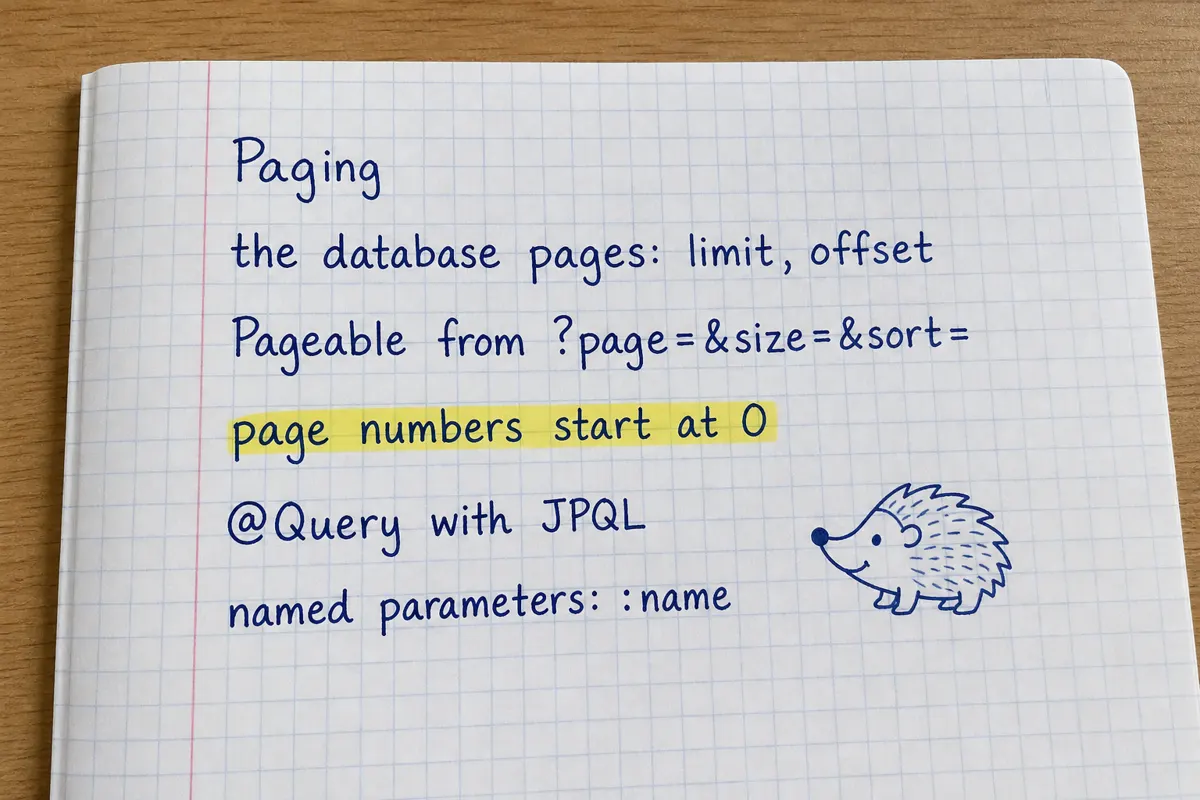 Paging
the database pages: limit, offset
Pageable from ?page=&size=&sort=
page numbers start at 0
@Query with JPQL
named parameters: :name